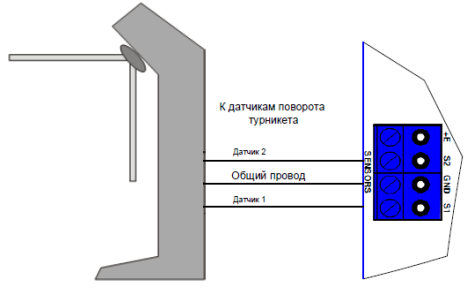 К датчикам поворота
турникета
Датчик 2
Общий провод
Датчик 1
SENSORS
+E
S2
GND
S1